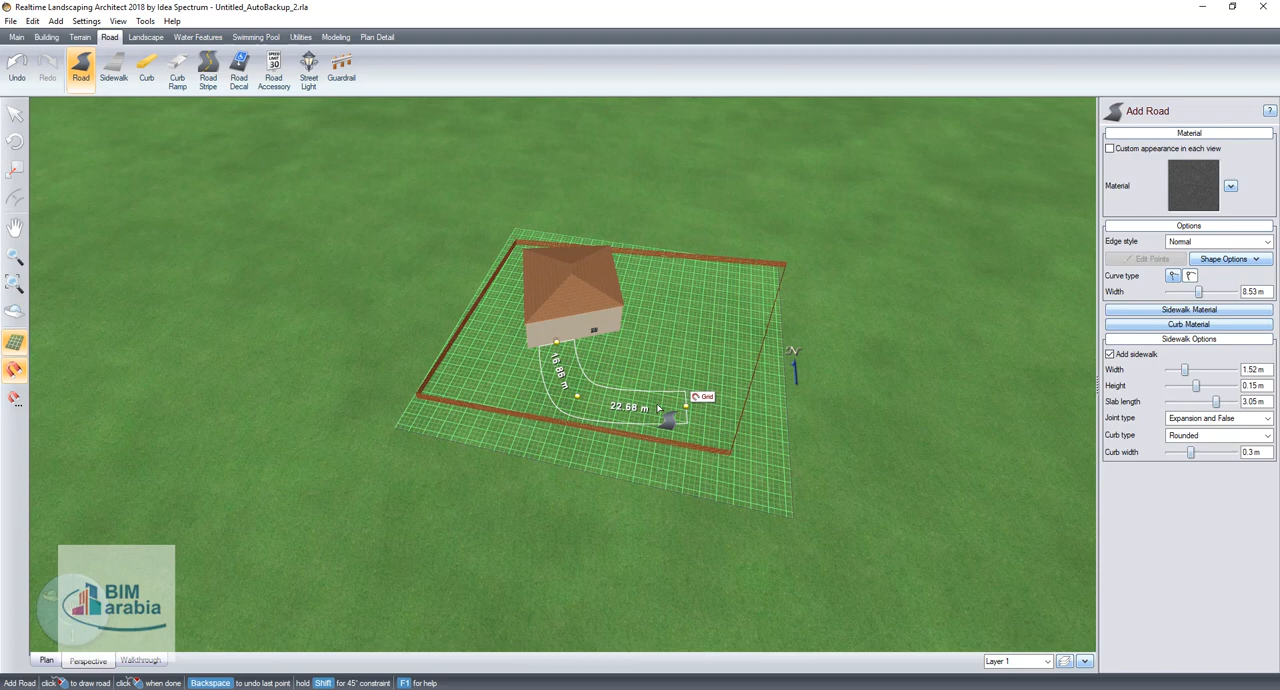 Realtime Landscaping Architect 2018 by Idea Spectrum - Untitled_AutoBackup_2.rla
File Edit Add Settings View Tools Help
Main Building Terrain Road Landscape Water Features Swimming Pool Utilities Modeling Plan Detail
Undo Redo Road Sidewalk Curb Curb Ramp Road Stripe Road Decal Road Accessory Street Light Guardrail
SPEED LIMIT 30
Add Road ?
Material
Custom appearance in each view
Material
Options
Edge style Normal
Edit Points Shape Options
Curve type
Width 8.53 m
Sidewalk Material
Curb Material
Sidewalk Options
Add sidewalk
Width 1.52 m
Height 0.15 m
Slab length 3.05 m
Joint type Expansion and False
Curb type Rounded
Curb width 0.3 m
N
16.86 m
22.68 m
Grid
BIM
arabia
Plan Perspective Walkthrough
Layer 1
Add Road click to draw road click when done Backspace to undo last point hold Shift for 45° constraint F1 for help